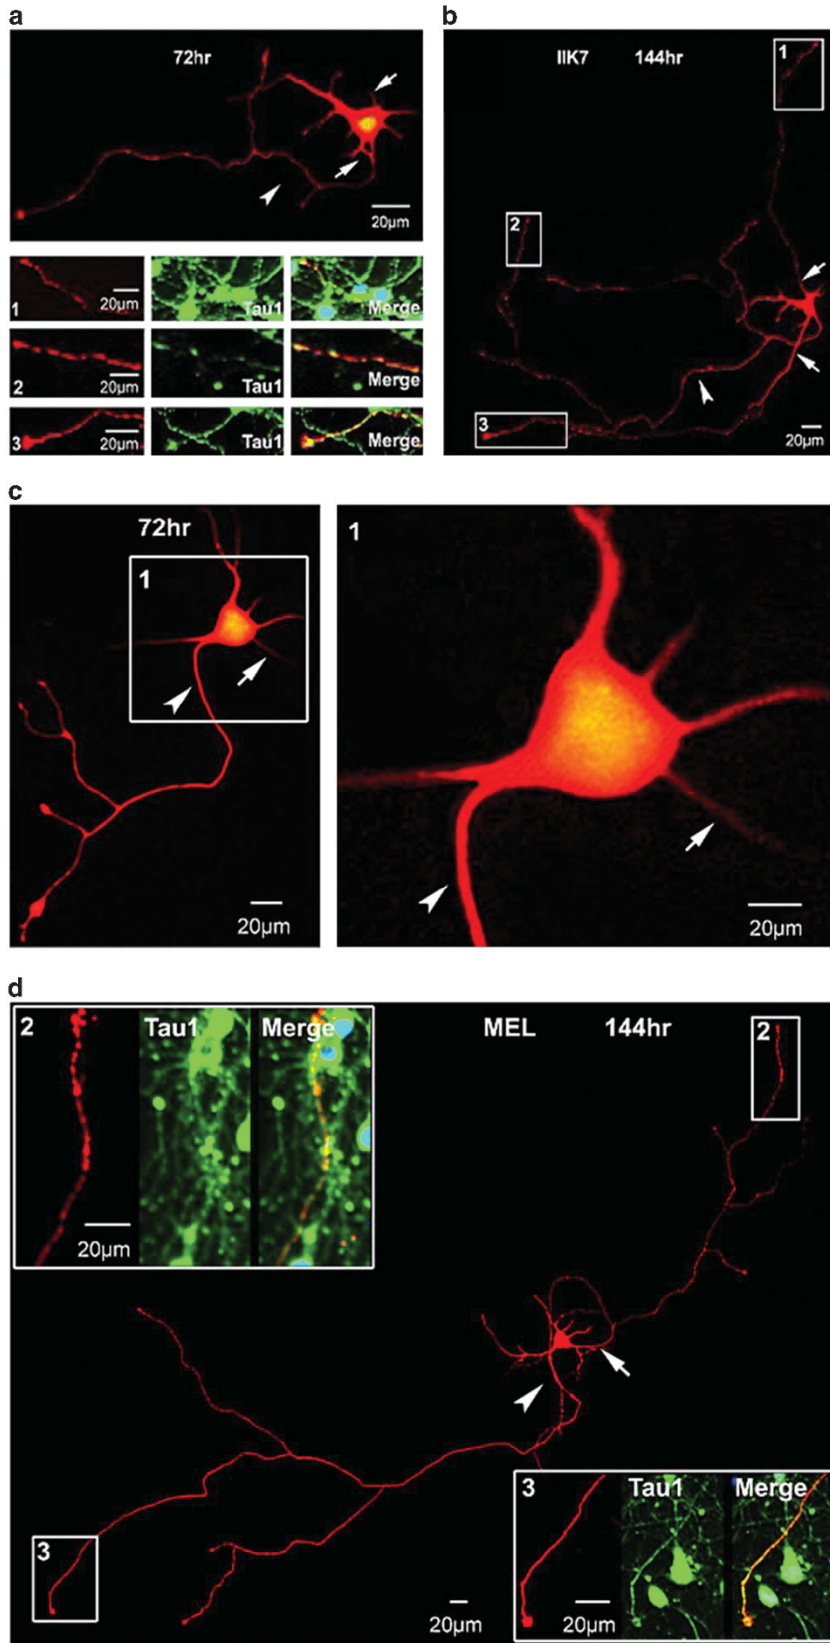 a
72hr
20µm
1
20µm
Tau1
Merge
2
20µm
Tau1
Merge
3
20µm
Tau1
Merge
b
IIK7 144hr
1
2
3
20µm
c
72hr
1
20µm
1
20µm
d
2
Tau1
Merge
20µm
MEL 144hr
2
3
20µm
3
Tau1
Merge
20µm